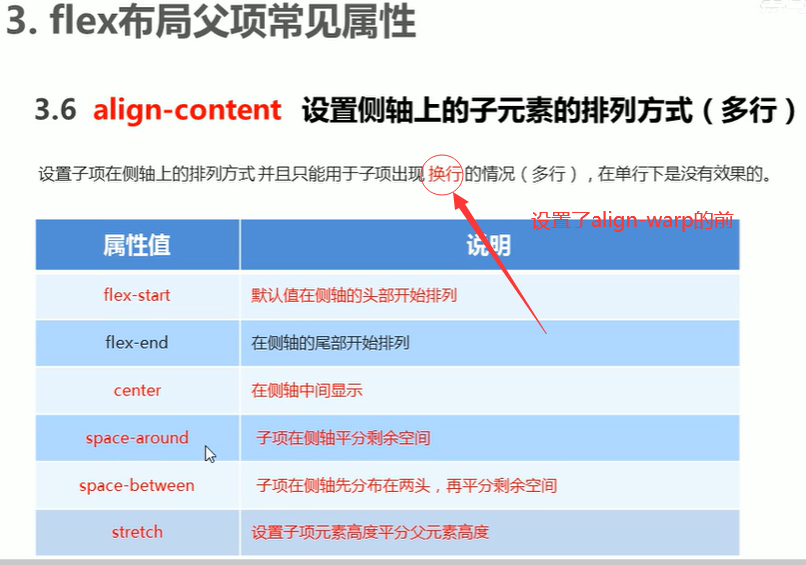 3. flex布局父项常见属性
3.6 align-content 设置侧轴上的子元素的排列方式（多行）
设置子项在侧轴上的排列方式 并且只能用于子项出现 换行 的情况（多行），在单行下是没有效果的。
设置了align-warp的前
属性值 说明
flex-start 默认值在侧轴的头部开始排列
flex-end 在侧轴的尾部开始排列
center 在侧轴中间显示
space-around 子项在侧轴平分剩余空间
space-between 子项在侧轴先分布在两头，再平分剩余空间
stretch 设置子项元素高度平分父元素高度